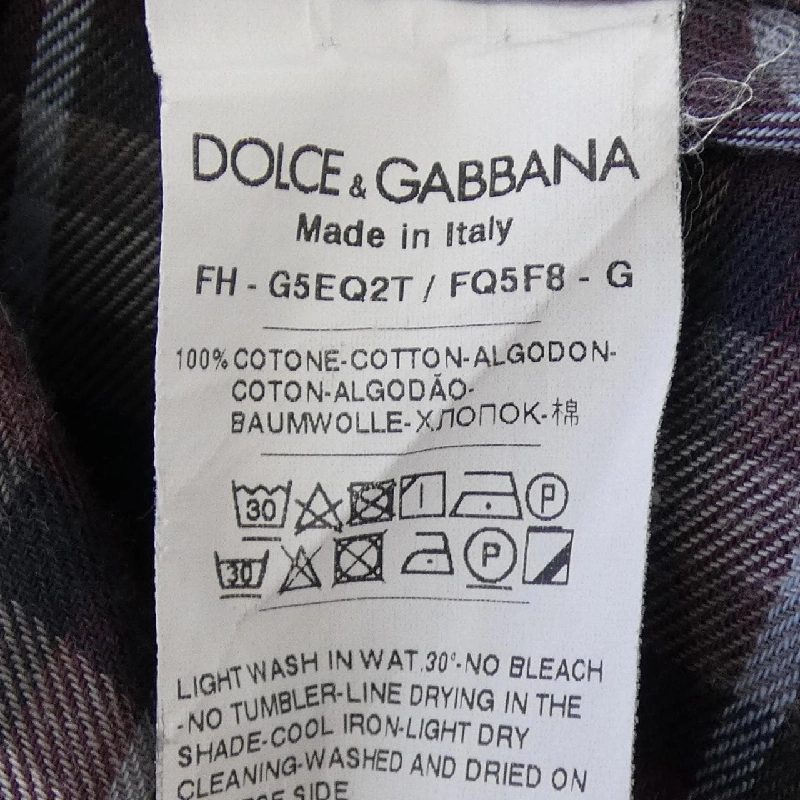 DOLCE & GABBANA
Made in Italy
FH - G5EQ2T / FQ5F8 - G
100% COTONE-COTTON-ALGODON-
COTON-ALGODÃO-
BAUMWOLLE-ХЛОПОК-棉
30 P
30 P
LIGHT WASH IN WAT.30°-NO BLEACH
-NO TUMBLER-LINE DRYING IN THE
SHADE-COOL IRON-LIGHT DRY
CLEANING-WASHED AND DRIED ON
SIDE